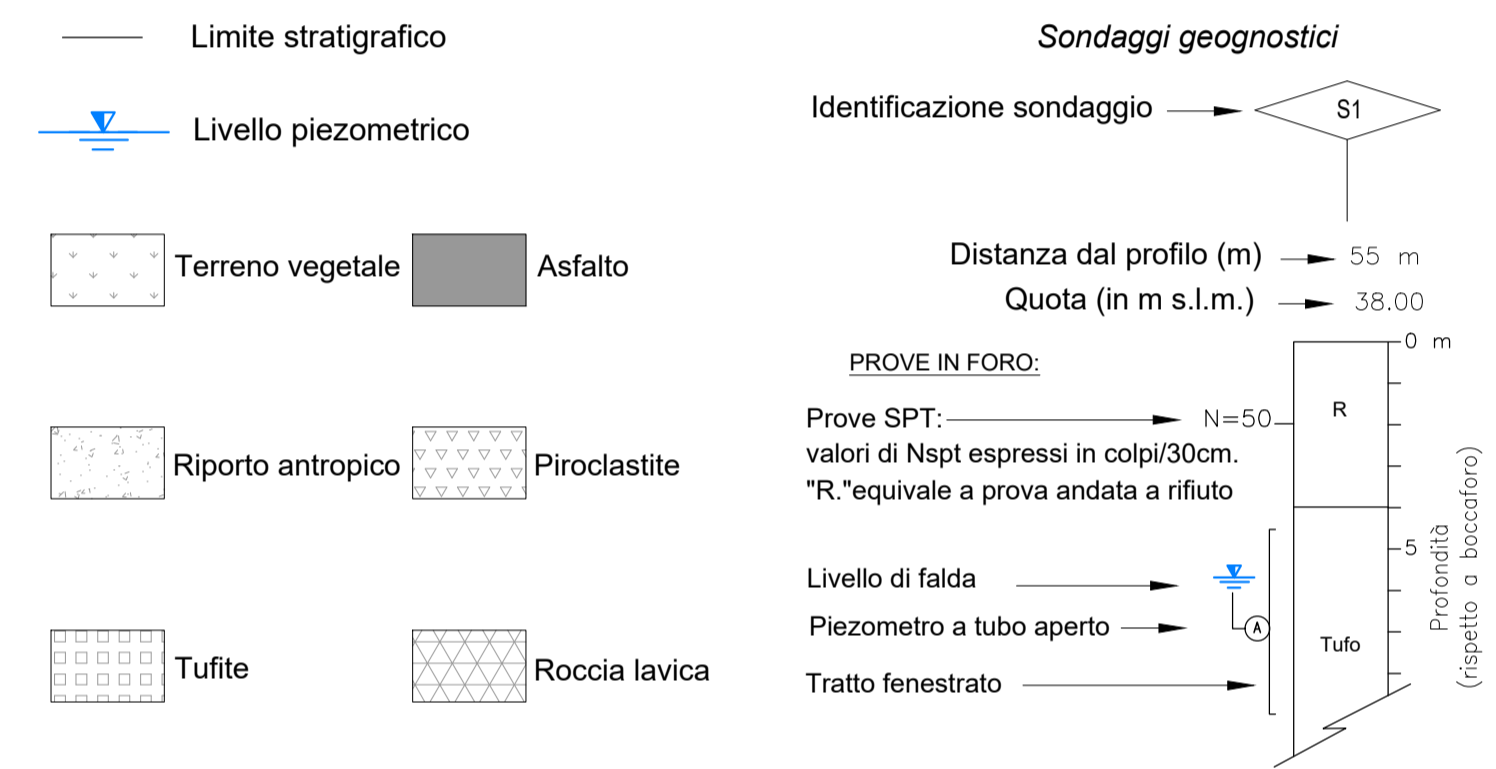 Limite stratigrafico
Livello piezometrico
Terreno vegetale
Asfalto
Riporto antropico
Piroclastite
Tufite
Roccia lavica
Sondaggi geognostici
Identificazione sondaggio
S1
Distanza dal profilo (m)
55 m
Quota (in m s.l.m.)
38.00
0 m
PROVE IN FORO:
R
Prove SPT:
N=50
valori di Nspt espressi in colpi/30cm.
"R."equivale a prova andata a rifiuto
5
Profondità
(rispetto a boccaforo)
Livello di falda
Piezometro a tubo aperto
A
Tufo
Tratto fenestrato